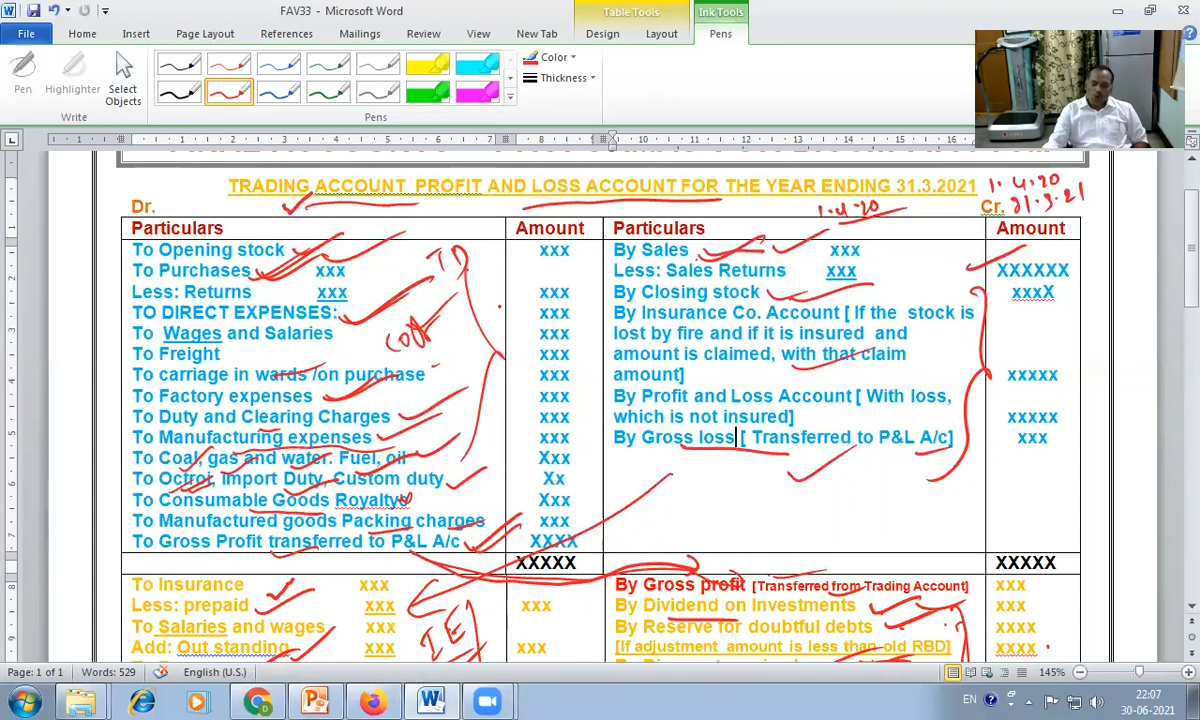 FAV33 - Microsoft Word
Table Tools
Ink Tools
File Home Insert Page Layout References Mailings Review View New Tab Design Layout Pens
Pen Highlighter Select Objects
Color
Thickness
Write
Pens
TRADING ACCOUNT PROFIT AND LOSS ACCOUNT FOR THE YEAR ENDING 31.3.2021 1.4.20
Dr. 1.4.20 Cr. 31.3.21
Particulars Amount Particulars Amount
To Opening stock xxx By Sales xxx
To Purchases xxx Less: Sales Returns xxx XXXXXX
Less: Returns xxx xxx By Closing stock xxxX
TO DIRECT EXPENSES: xxx By Insurance Co. Account [ If the stock is
To Wages and Salaries xxx lost by fire and if it is insured and
To Freight xxx amount is claimed, with that claim
To carriage in wards /on purchase xxx amount] xxxxx
To Factory expenses xxx By Profit and Loss Account [ With loss,
To Duty and Clearing Charges xxx which is not insured] xxxxx
To Manufacturing expenses xxx By Gross loss [ Transferred to P&L A/c] xxx
To Coal, gas and water. Fuel, oil Xxx
To Octroi, Import Duty, Custom duty Xx
To Consumable Goods Royaltyo Xxx
To Manufactured goods Packing charges xxx
To Gross Profit transferred to P&L A/c XXXX
XXXXX XXXXX
To Insurance xxx By Gross profit [Transferred from Trading Account] xxx
Less: prepaid xxx xxx By Dividend on Investments xxx
To Salaries and wages xxx By Reserve for doubtful debts xxxx
Add: Out standing xxx xxx [If adjustment amount is less than old RBD] xxxx
IE
Page: 1 of 1 Words: 529 English (U.S.) 145%
EN 22:07
30-06-2021